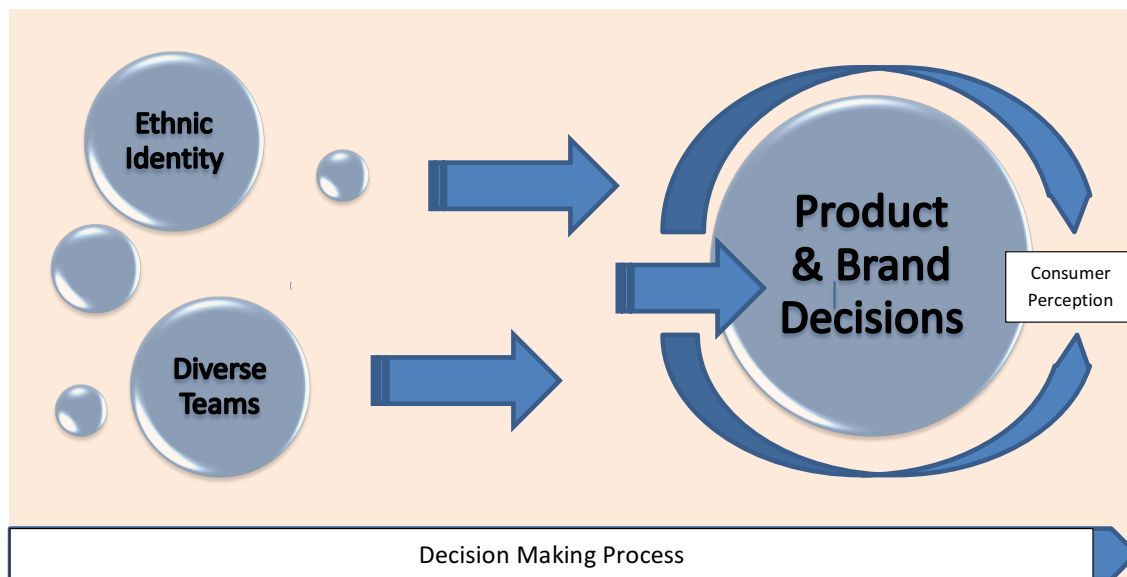 Ethnic
Identity
Diverse
Teams
Product
& Brand
Decisions
Consumer
Perception
Decision Making Process